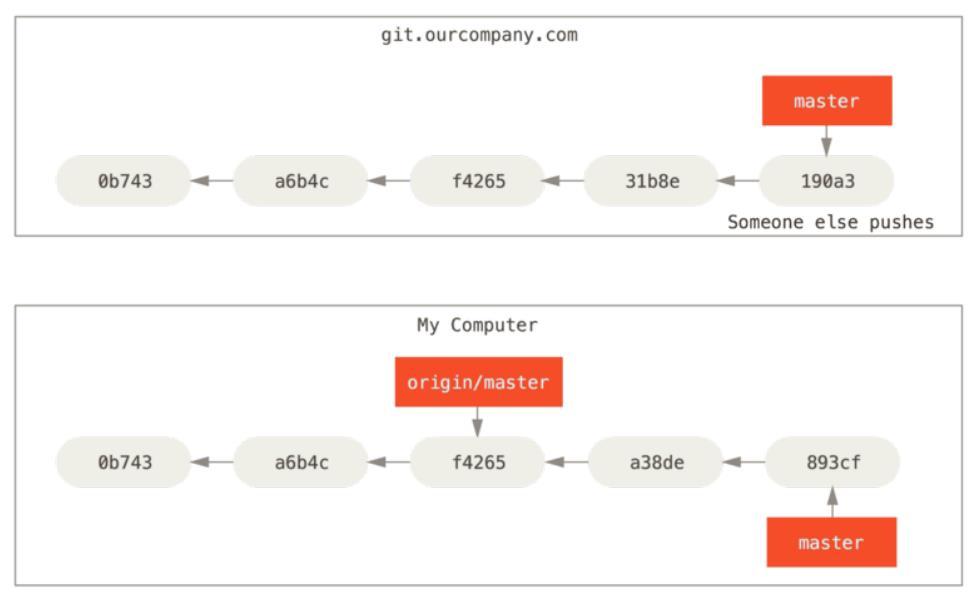 git.ourcompany.com
master
0b743 a6b4c f4265 31b8e 190a3
Someone else pushes
My Computer
origin/master
0b743 a6b4c f4265 a38de 893cf
master